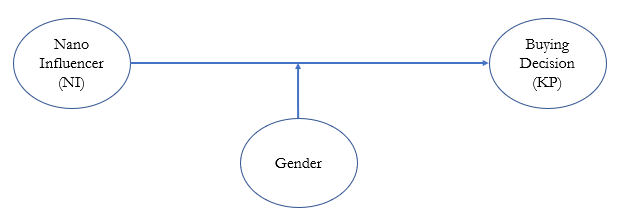 Nano
Influencer
(NI)
Buying
Decision
(KP)
Gender